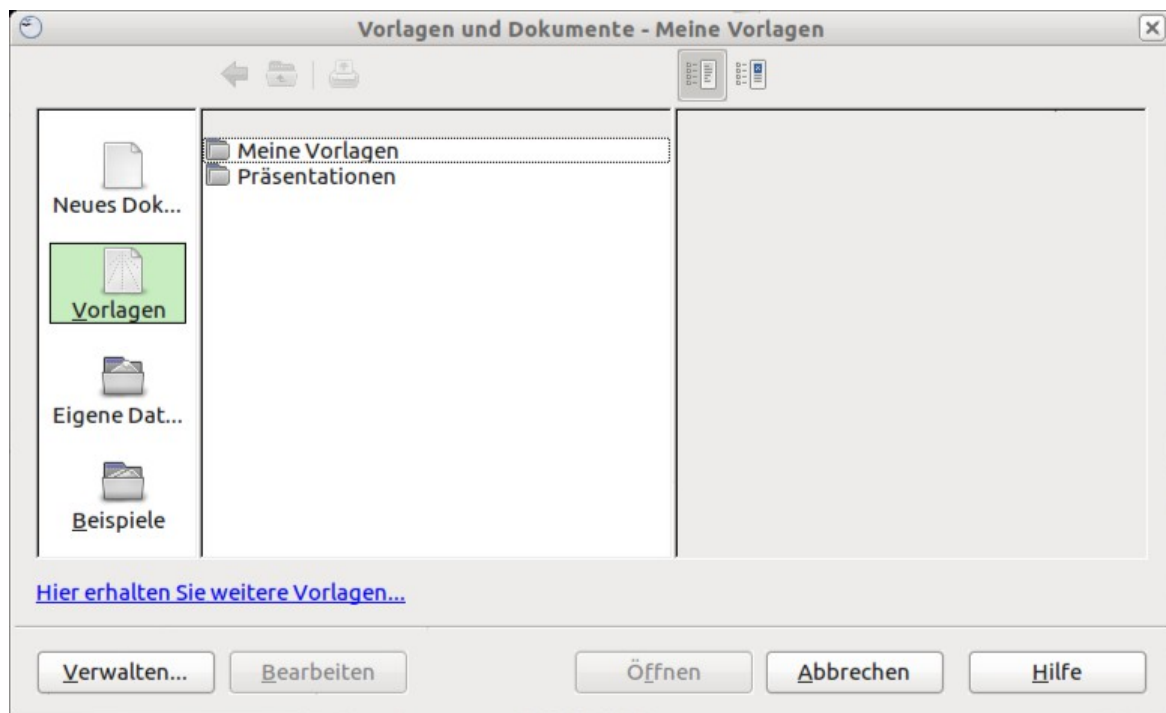 Vorlagen und Dokumente - Meine Vorlagen
Neues Dok...
Vorlagen
Eigene Dat...
Beispiele
Meine Vorlagen
Präsentationen
Hier erhalten Sie weitere Vorlagen...
Verwalten... Bearbeiten Öffnen Abbrechen Hilfe